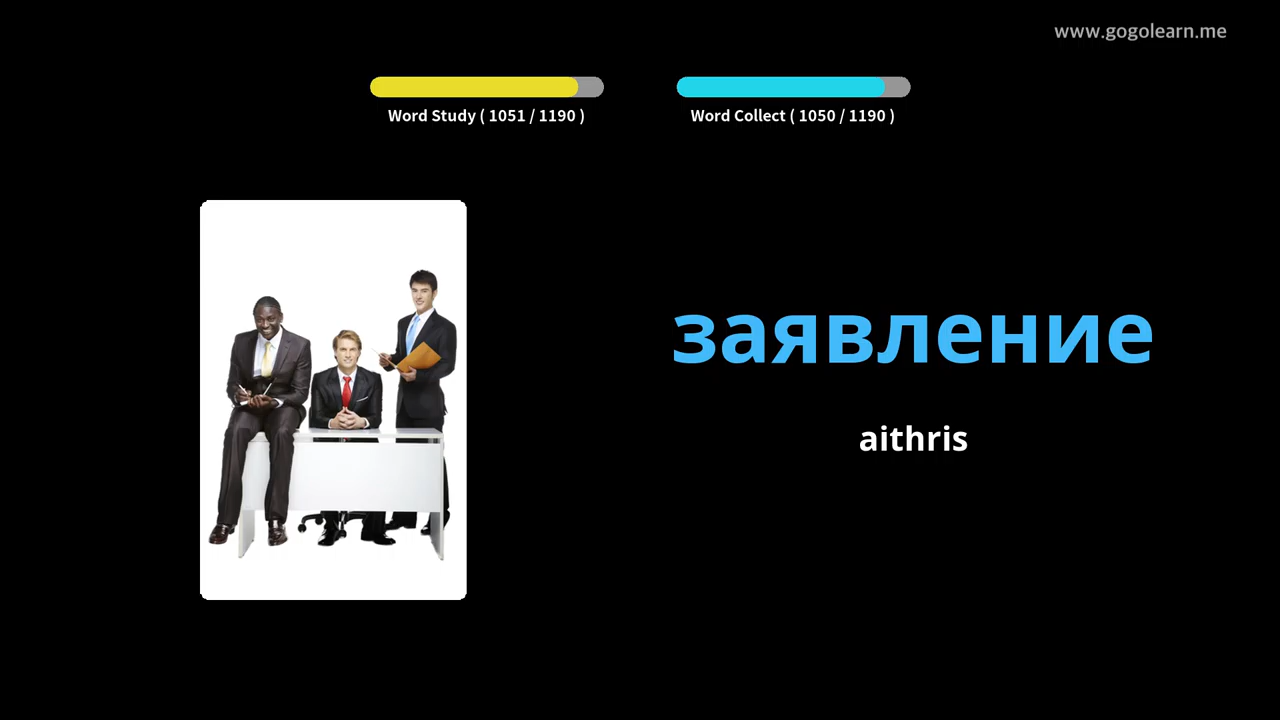 www.gogolearn.me
Word Study ( 1051 / 1190 )
Word Collect ( 1050 / 1190 )
заявление
aithris